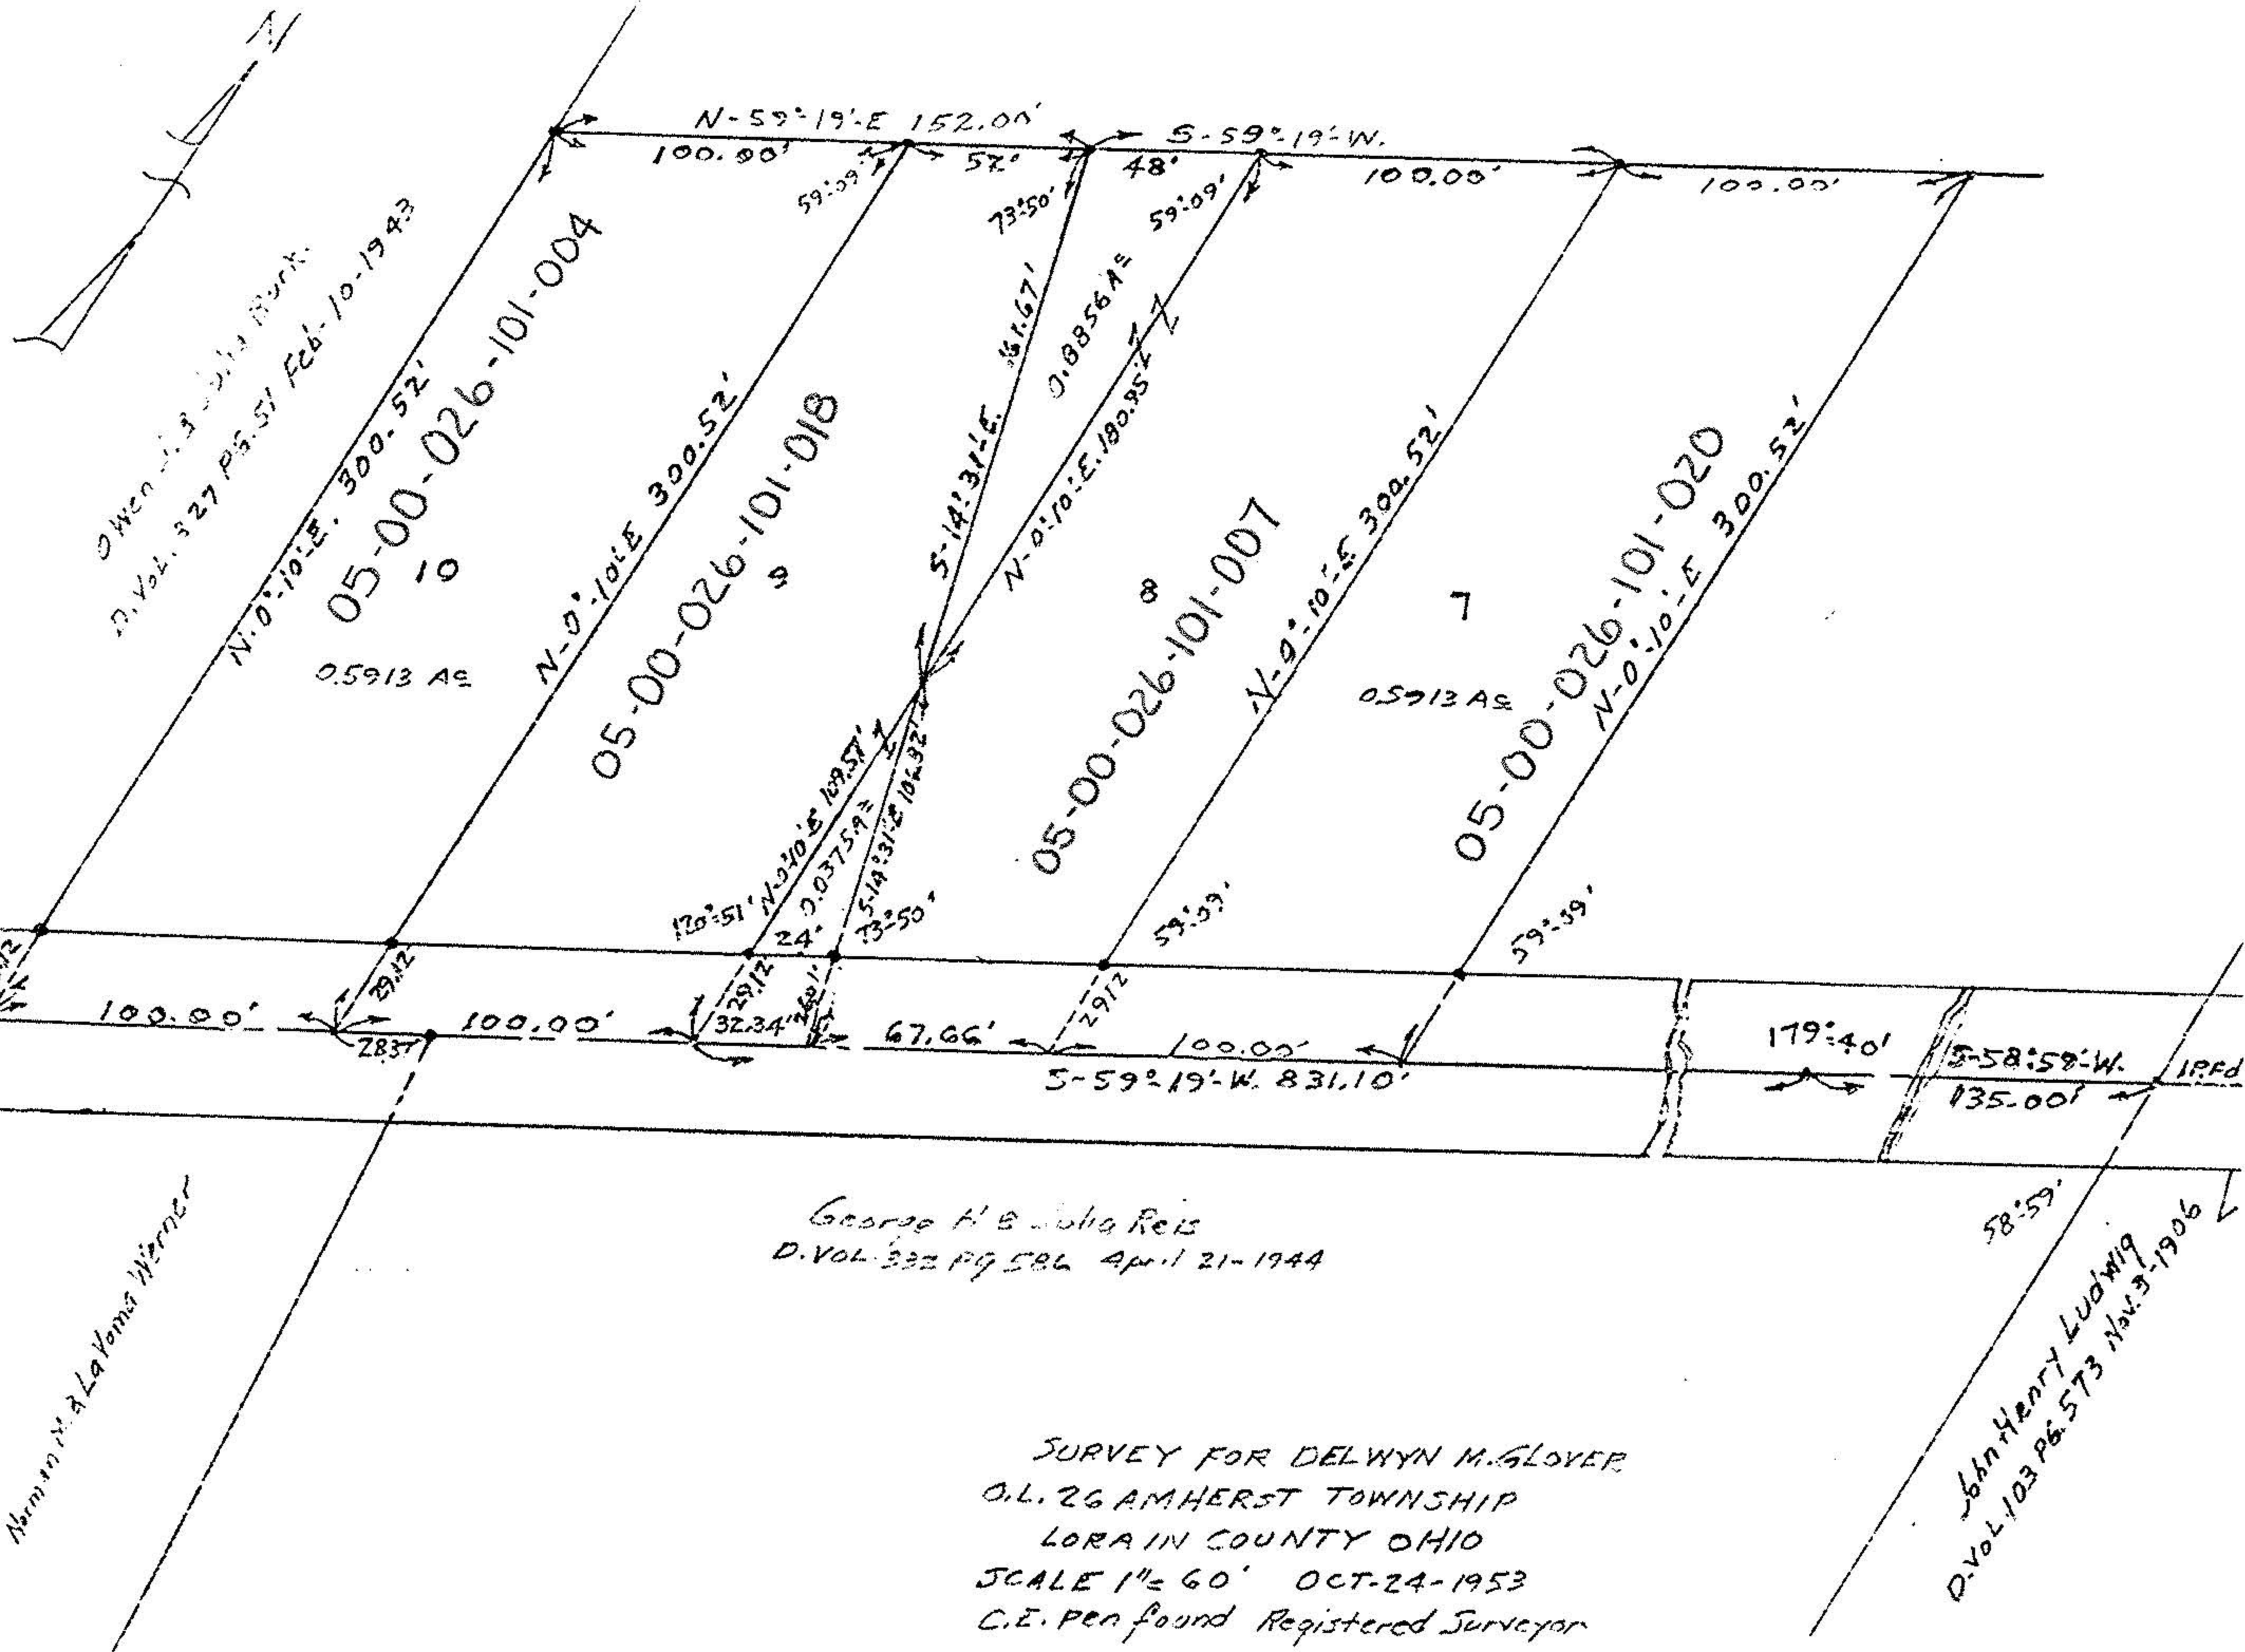 N
N-59°-19'-E 152.00'
S-59°-19'-W.
100.00'
52'
48'
100.00'
100.00'
59°-09'
73°-50'
59°-09'
D. VOL. 327 PG. 51 Feb-10-1943
N-0°-10'-E. 300.52'
05-00-026-101-004
10
0.5913 Ac
N-0°-10'-E 300.52'
05-00-026-101-018
9
S-14°-31'-E.
0.0856 Ac
N-0°-10'-E. 180.95'
05-00-026-101-007
8
N-0°-10'-E 300.52'
7
0.5913 Ac
05-00-026-101-020
N-0°-10'-E 300.52'
N-0°-10'-E 109.57'
0.0375 Ac
S-14°-31'-E 106.32'
120°-51'
24'
73°-50'
59°-09'
59°-09'
29.12
29.12
26.01'
29.12
100.00'
28.37
100.00'
32.34'
67.66'
100.00'
S-59°-19'-W. 831.10'
179°-40'
S-58°-59'-W.
135.00'
I.P.Fd
58°-59'
Norman N. & LaVoma Werner
George H & Julia Reis
D. VOL 332 Pg 586 April 21-1944
John Henry Ludwig
D. VOL. 103 PG. 573 Nov. 3-1906
SURVEY FOR DELWYN M. GLOVER
O.L. 26 AMHERST TOWNSHIP
LORAIN COUNTY OHIO
SCALE 1"= 60' OCT-24-1953
C.E. Penfound Registered Surveyor